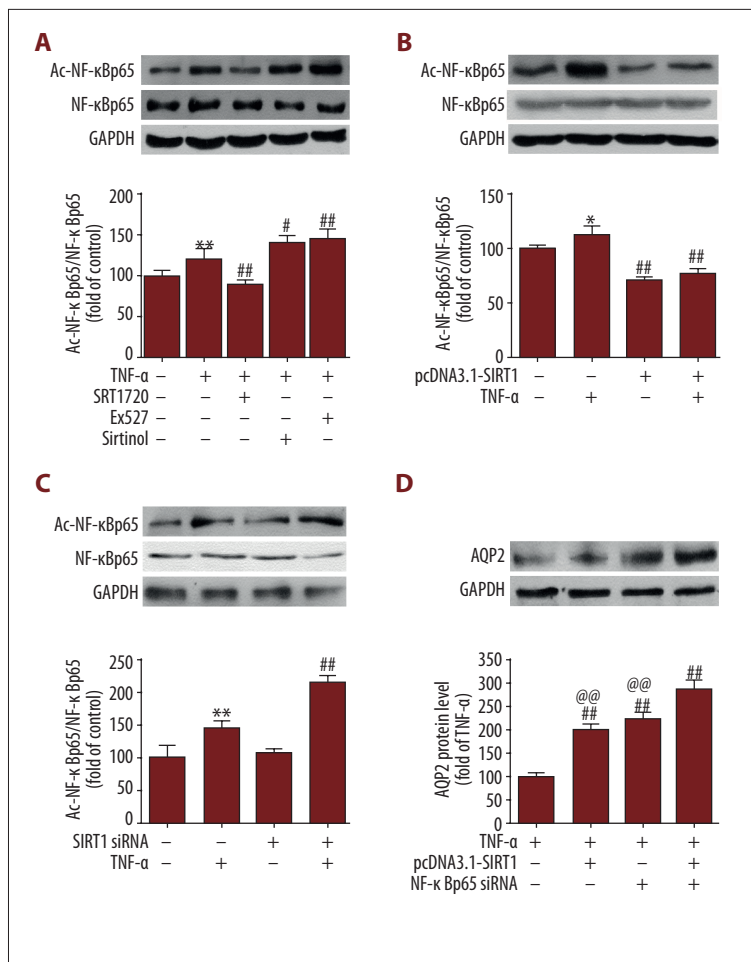 A
Ac-NF-κBp65
NF-κBp65
GAPDH
Ac-NF-κ Bp65/NF-κ Bp65
(fold of control)
200
150
100
50
0
**
##
#
##
TNF-α – + + + +
SRT1720 – – + – –
Ex527 – – – – +
Sirtinol – – – + –
B
Ac-NF-κBp65
NF-κBp65
GAPDH
Ac-NF-κ Bp65/NF-κBp65
(fold of control)
150
100
50
0
*
##
##
pcDNA3.1-SIRT1 – – + +
TNF-α – + – +
C
Ac-NF-κBp65
NF-κBp65
GAPDH
Ac-NF-κ Bp65/NF-κ Bp65
(fold of control)
250
200
150
100
50
0
**
##
SIRT1 siRNA – – + +
TNF-α – + – +
D
AQP2
GAPDH
AQP2 protein level
(fold of TNF-α)
350
300
250
200
150
100
50
0
@@
##
@@
##
##
TNF-α + + + +
pcDNA3.1-SIRT1 – + – +
NF-κ Bp65 siRNA – – + +